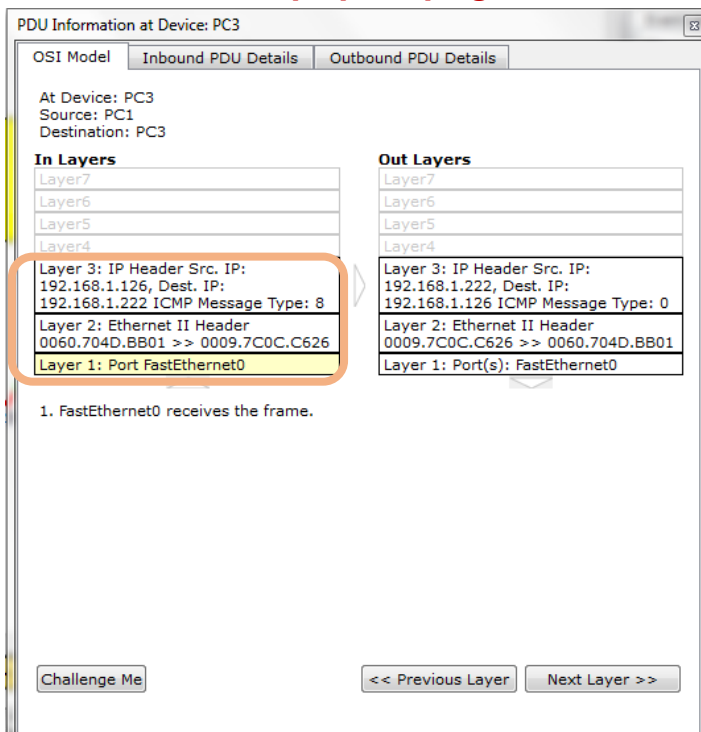 PDU Information at Device: PC3
OSI Model
Inbound PDU Details
Outbound PDU Details
At Device: PC3
Source: PC1
Destination: PC3
In Layers
Layer7
Layer6
Layer5
Layer4
Layer 3: IP Header Src. IP:
192.168.1.126, Dest. IP:
192.168.1.222 ICMP Message Type: 8
Layer 2: Ethernet II Header
0060.704D.BB01 >> 0009.7C0C.C626
Layer 1: Port FastEthernet0
Out Layers
Layer7
Layer6
Layer5
Layer4
Layer 3: IP Header Src. IP:
192.168.1.222, Dest. IP:
192.168.1.126 ICMP Message Type: 0
Layer 2: Ethernet II Header
0009.7C0C.C626 >> 0060.704D.BB01
Layer 1: Port(s): FastEthernet0
1. FastEthernet0 receives the frame.
Challenge Me
<< Previous Layer
Next Layer >>